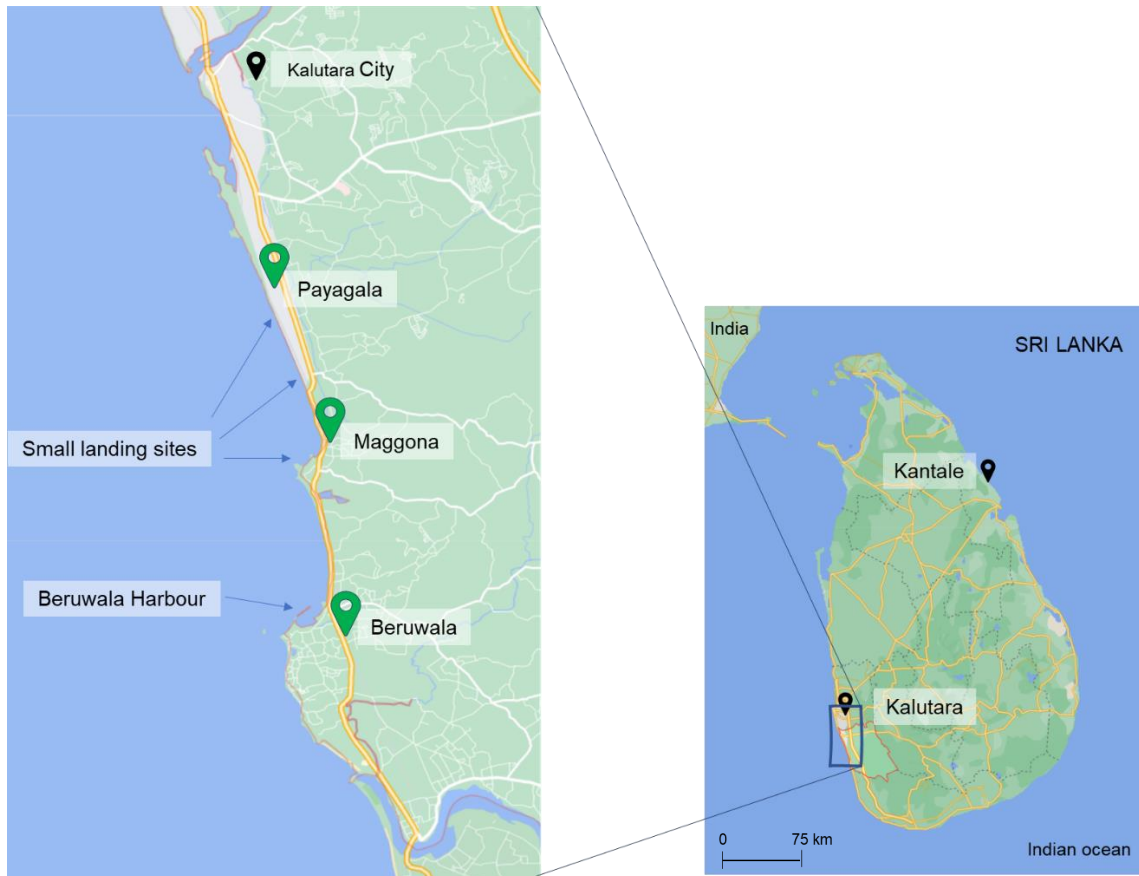 Kalutara City
Payagala
Small landing sites
Maggona
Beruwala Harbour
Beruwala
India
SRI LANKA
Kantale
Kalutara
0 75 km
Indian ocean